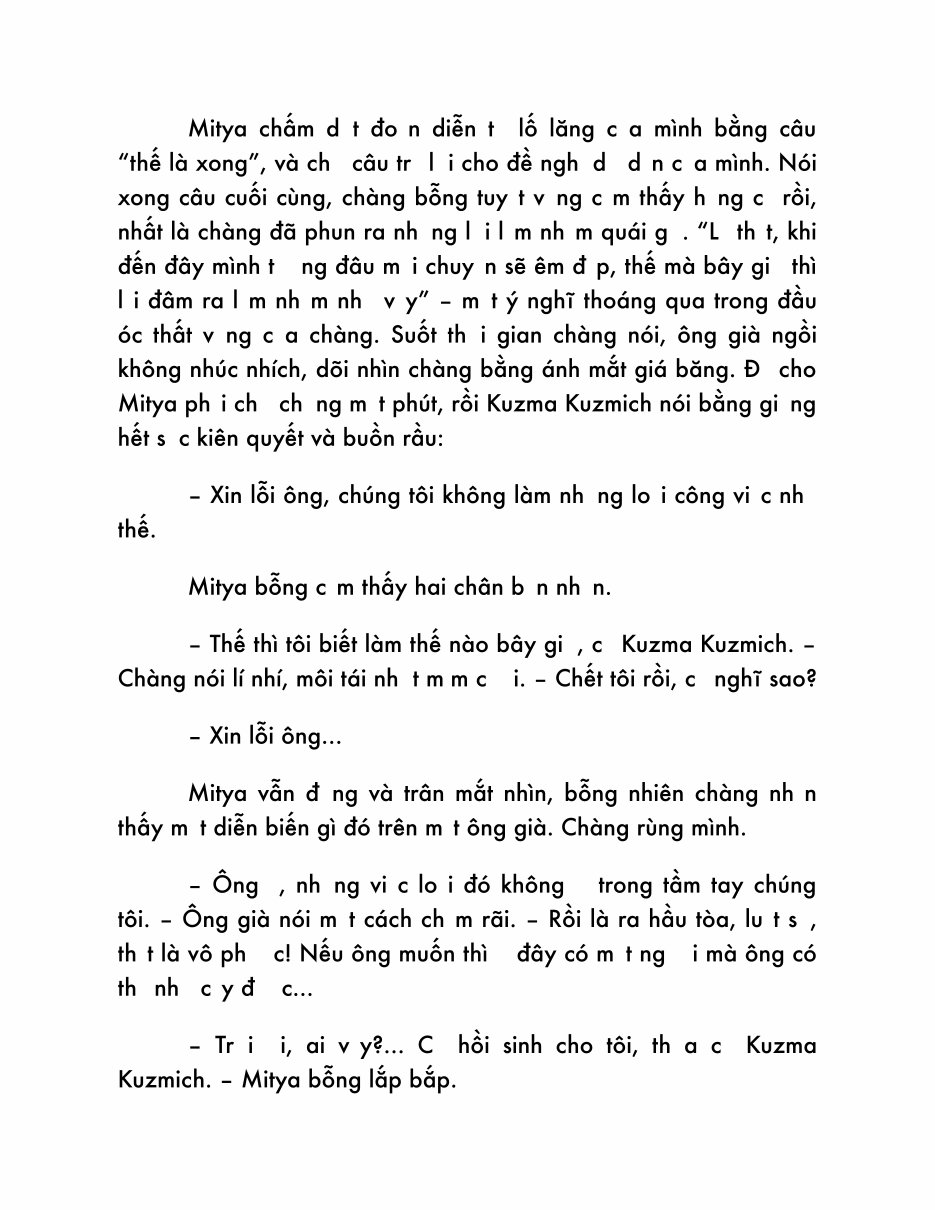 Mitya chấm d t đo n diễn t lố lăng c a mình bằng câu
“thế là xong”, và ch câu tr l i cho đề ngh d d n c a mình. Nói
xong câu cuối cùng, chàng bỗng tuy t v ng c m thấy h ng c rồi,
nhất là chàng đã phun ra nh ng l i l m nh m quái g . “L th t, khi
đến đây mình t ng đâu m i chuy n sẽ êm đ p, thế mà bây gi thì
l i đâm ra l m nh m nh v y” – m t ý nghĩ thoáng qua trong đầu
óc thất v ng c a chàng. Suốt th i gian chàng nói, ông già ngồi
không nhúc nhích, dõi nhìn chàng bằng ánh mắt giá băng. Đ cho
Mitya ph i ch ch ng m t phút, rồi Kuzma Kuzmich nói bằng gi ng
hết s c kiên quyết và buồn rầu:
– Xin lỗi ông, chúng tôi không làm nh ng lo i công vi c nh
thế.
Mitya bỗng c m thấy hai chân b n nh n.
– Thế thì tôi biết làm thế nào bây gi , c Kuzma Kuzmich. –
Chàng nói lí nhí, môi tái nh t m m c i. – Chết tôi rồi, c nghĩ sao?
– Xin lỗi ông...
Mitya vẫn đ ng và trân mắt nhìn, bỗng nhiên chàng nh n
thấy m t diễn biến gì đó trên m t ông già. Chàng rùng mình.
– Ông , nh ng vi c lo i đó không trong tầm tay chúng
tôi. – Ông già nói m t cách ch m rãi. – Rồi là ra hầu tòa, lu t s ,
th t là vô ph c! Nếu ông muốn thì đây có m t ng i mà ông có
th nh c y đ c...
– Tr i i, ai v y?... C hồi sinh cho tôi, th a c Kuzma
Kuzmich. – Mitya bỗng lắp bắp.